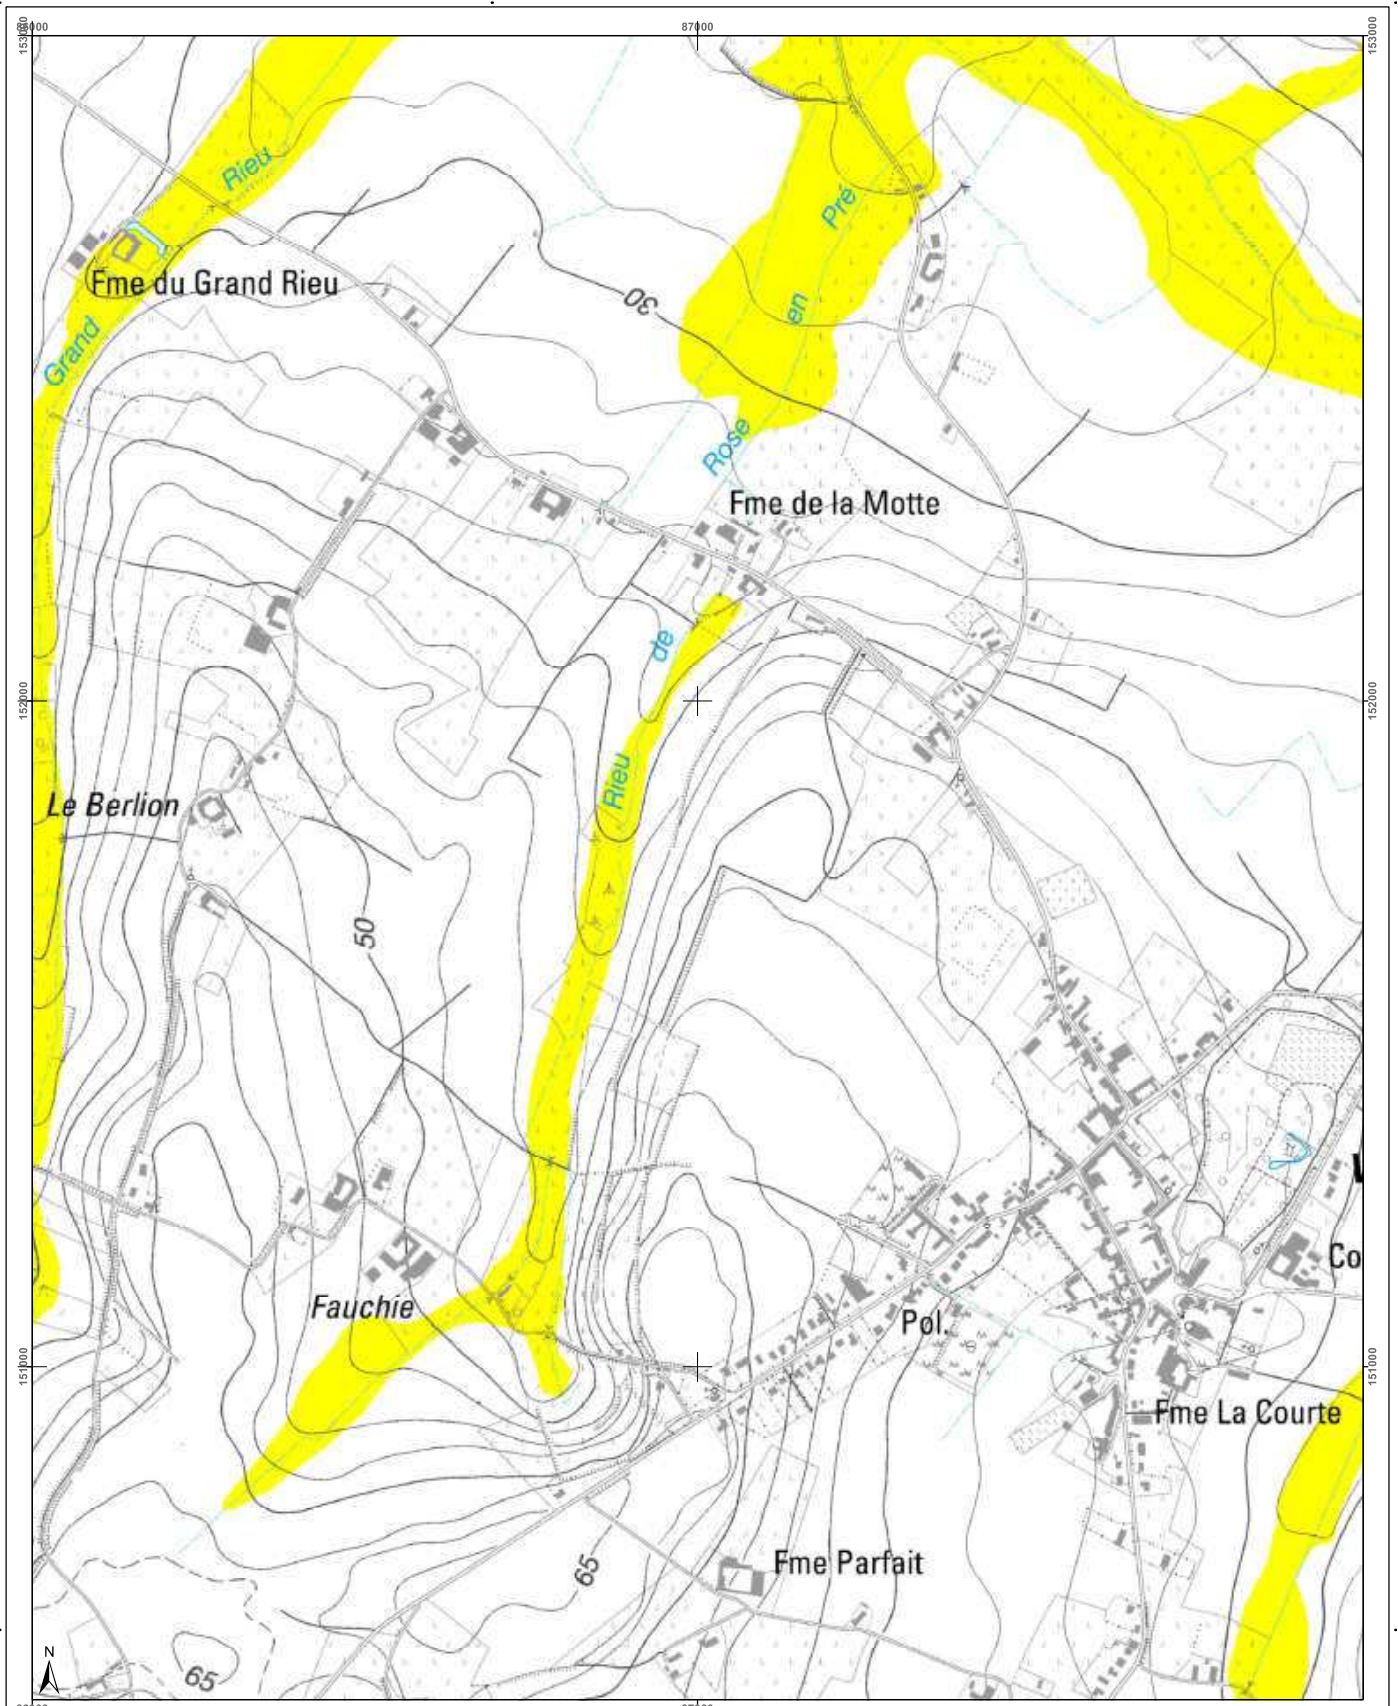 86000
87000
153000
153000
Rieu
Pré
Fme du Grand Rieu
30
en
Grand
Rose
Fme de la Motte
de
152000
152000
Rieu
Le Berlion
50
Co
Fauchie
Pol.
151000
151000
Fme La Courte
Fme Parfait
65
N
65